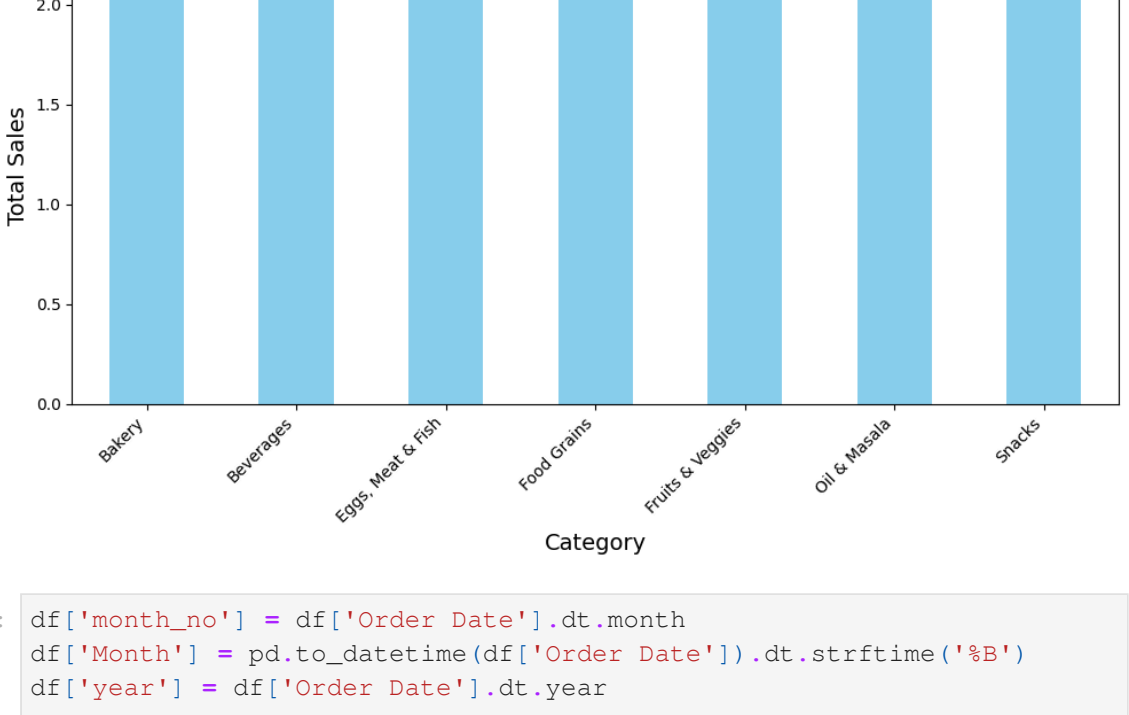 2.0
1.5
1.0
0.5
0.0
Total Sales
Bakery
Beverages
Eggs, Meat & Fish
Food Grains
Fruits & Veggies
Oil & Masala
Snacks
Category
:
df['month_no'] = df['Order Date'].dt.month
df['Month'] = pd.to_datetime(df['Order Date']).dt.strftime('%B')
df['year'] = df['Order Date'].dt.year